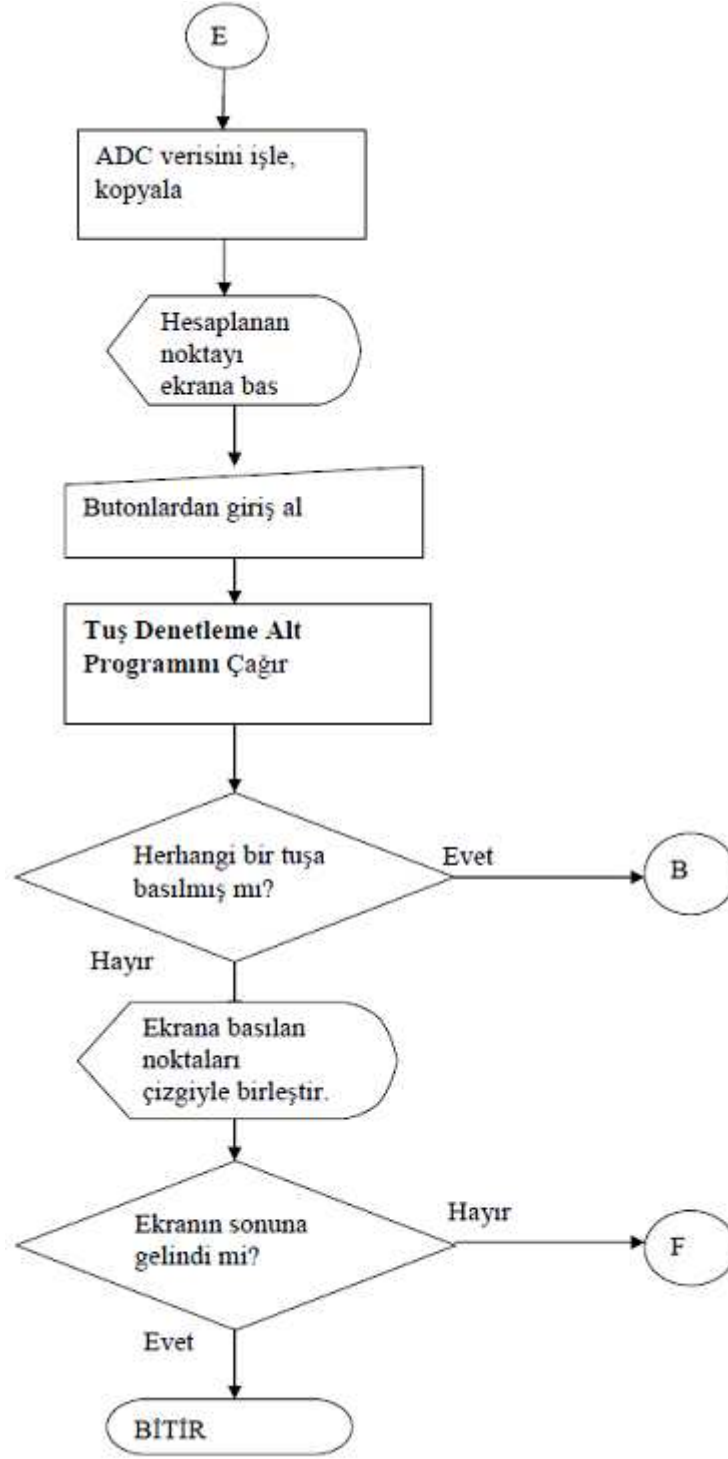 E
ADC verisini işle,
kopyala
Hesaplanan
noktayı
ekrana bas
Butonlardan giriş al
Tuş Denetleme Alt
Programını Çağır
Herhangi bir tuşa
basılmış mı?
Evet
B
Hayır
Ekrana basılan
noktaları
çizgiyle birleştir.
Ekranın sonuna
gelindi mi?
Hayır
F
Evet
BİTİR